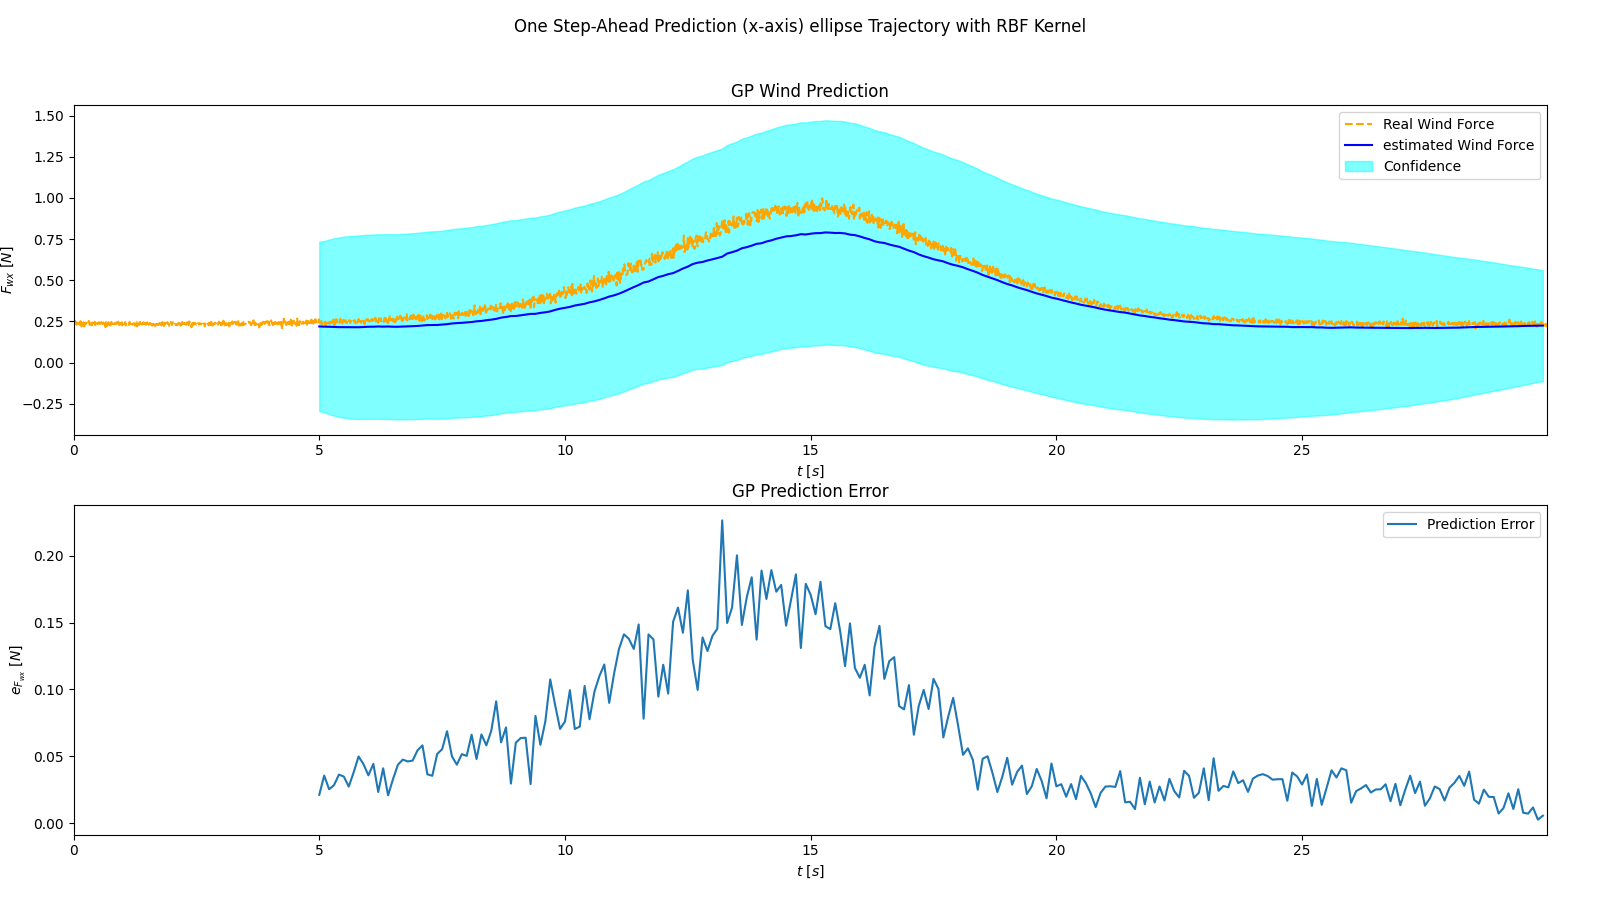 One Step-Ahead Prediction (x-axis) ellipse Trajectory with RBF Kernel
GP Wind Prediction
1.50
1.25
1.00
0.75
0.50
0.25
0.00
−0.25
F_wx [N]
Real Wind Force
estimated Wind Force
Confidence
0 5 10 15 20 25
t [s]
GP Prediction Error
0.20
0.15
0.10
0.05
0.00
e_F_wx [N]
Prediction Error
0 5 10 15 20 25
t [s]